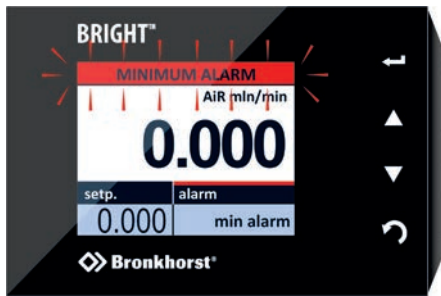 BRIGHT™
MINIMUM ALARM
AiR mln/min
0.000
setp. alarm
0.000 min alarm
Bronkhorst®